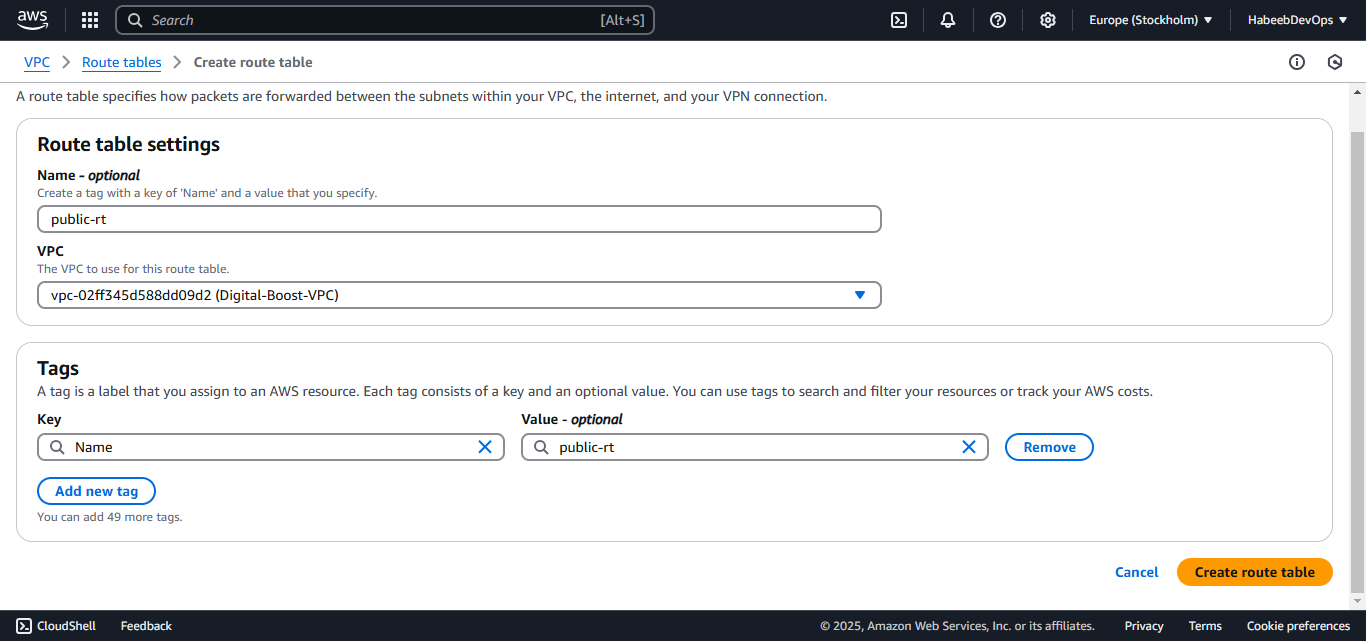 aws
Search [Alt+S] Europe (Stockholm) HabeebDevOps
VPC Route tables Create route table
A route table specifies how packets are forwarded between the subnets within your VPC, the internet, and your VPN connection.
Route table settings
Name - optional
Create a tag with a key of 'Name' and a value that you specify.
public-rt
VPC
The VPC to use for this route table.
vpc-02ff345d588dd09d2 (Digital-Boost-VPC)
Tags
A tag is a label that you assign to an AWS resource. Each tag consists of a key and an optional value. You can use tags to search and filter your resources or track your AWS costs.
Key Value - optional
Name public-rt Remove
Add new tag
You can add 49 more tags.
Cancel Create route table
CloudShell Feedback © 2025, Amazon Web Services, Inc. or its affiliates. Privacy Terms Cookie preferences